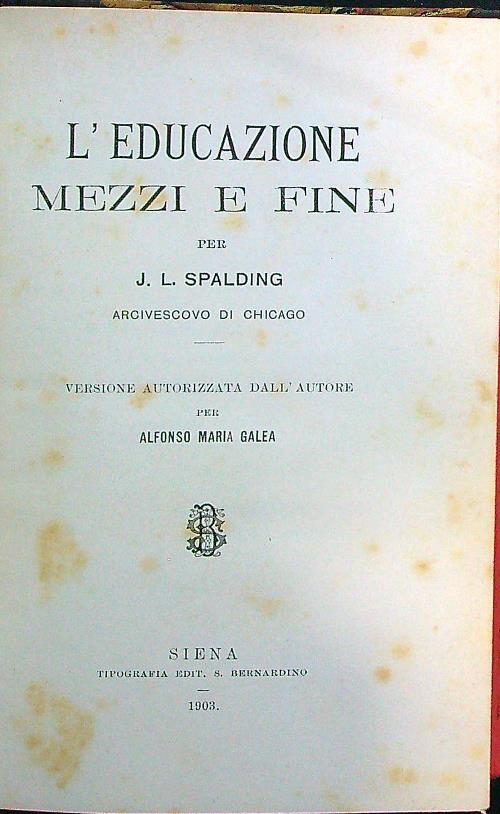 L' EDUCAZIONE
MEZZI E FINE
PER
J. L. SPALDING
ARCIVESCOVO DI CHICAGO
VERSIONE AUTORIZZATA DALL' AUTORE
PER
ALFONSO MARIA GALEA
SIENA
TIPOGRAFIA EDIT. S. BERNARDINO
1903.